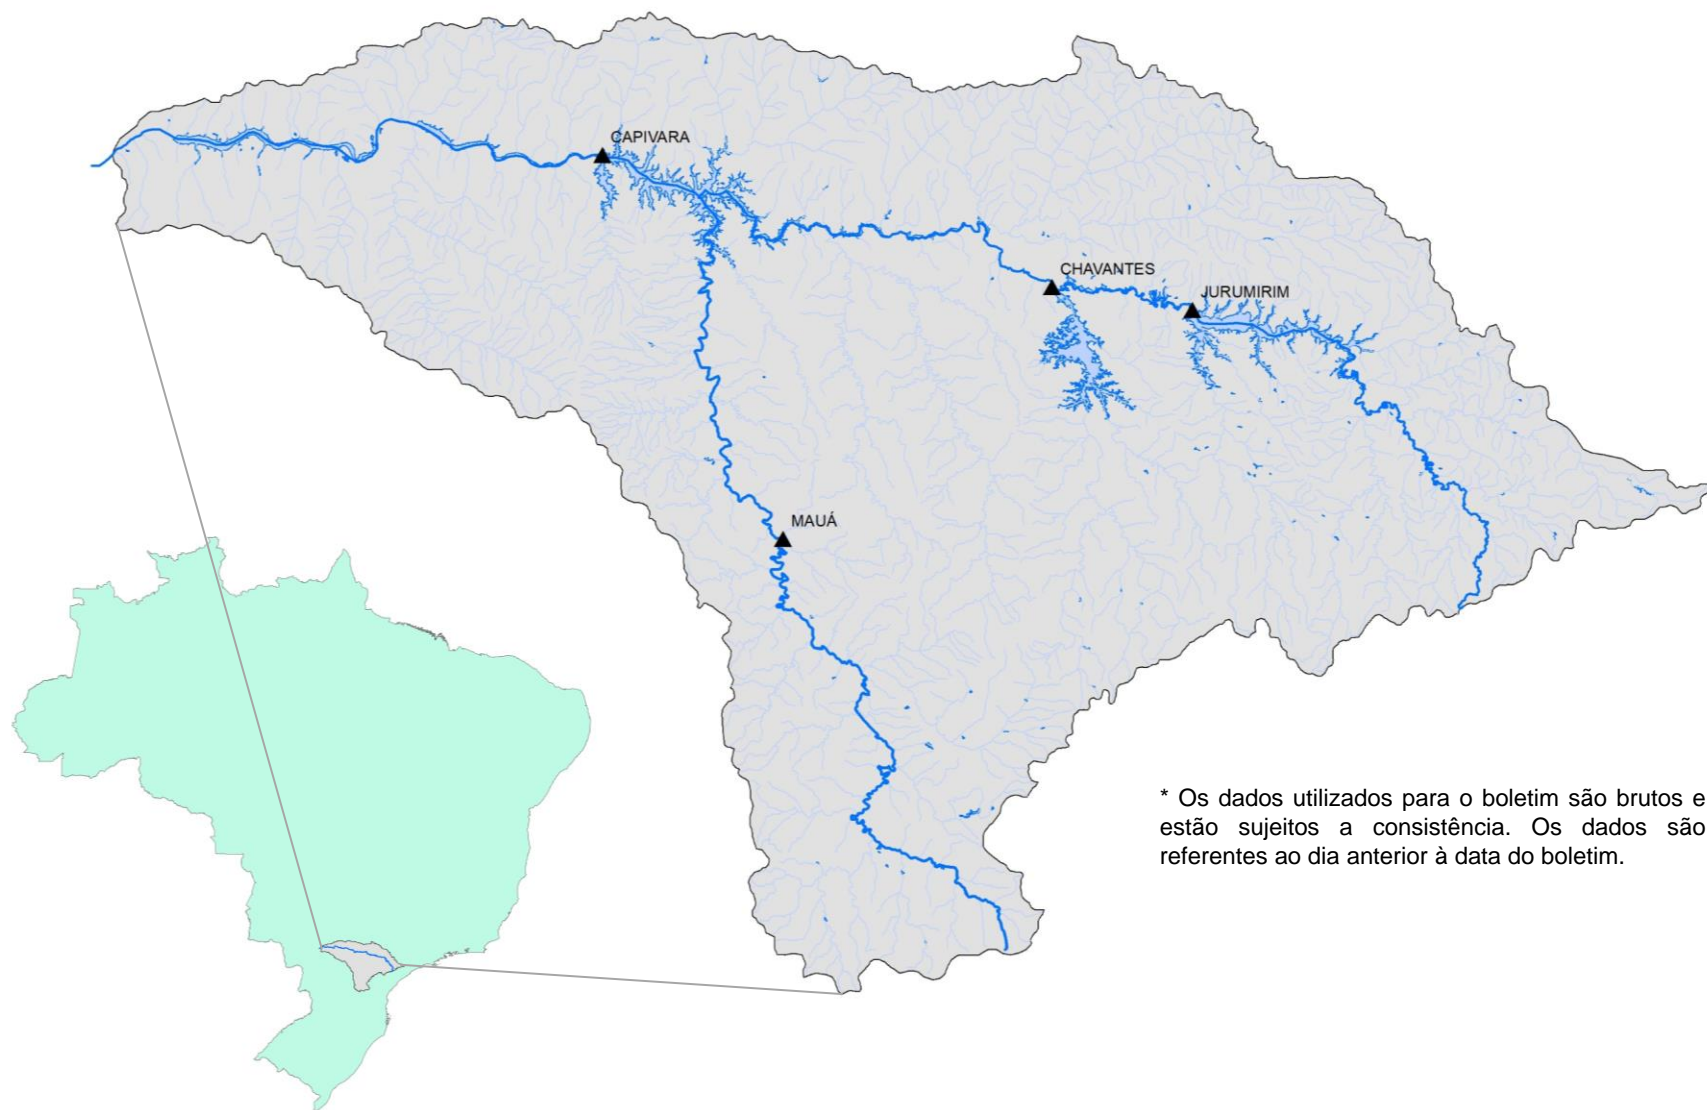 CAPIVARA
CHAVANTES
JURUMIRIM
MAUÁ
* Os dados utilizados para o boletim são brutos e
estão sujeitos a consistência. Os dados são
referentes ao dia anterior à data do boletim.